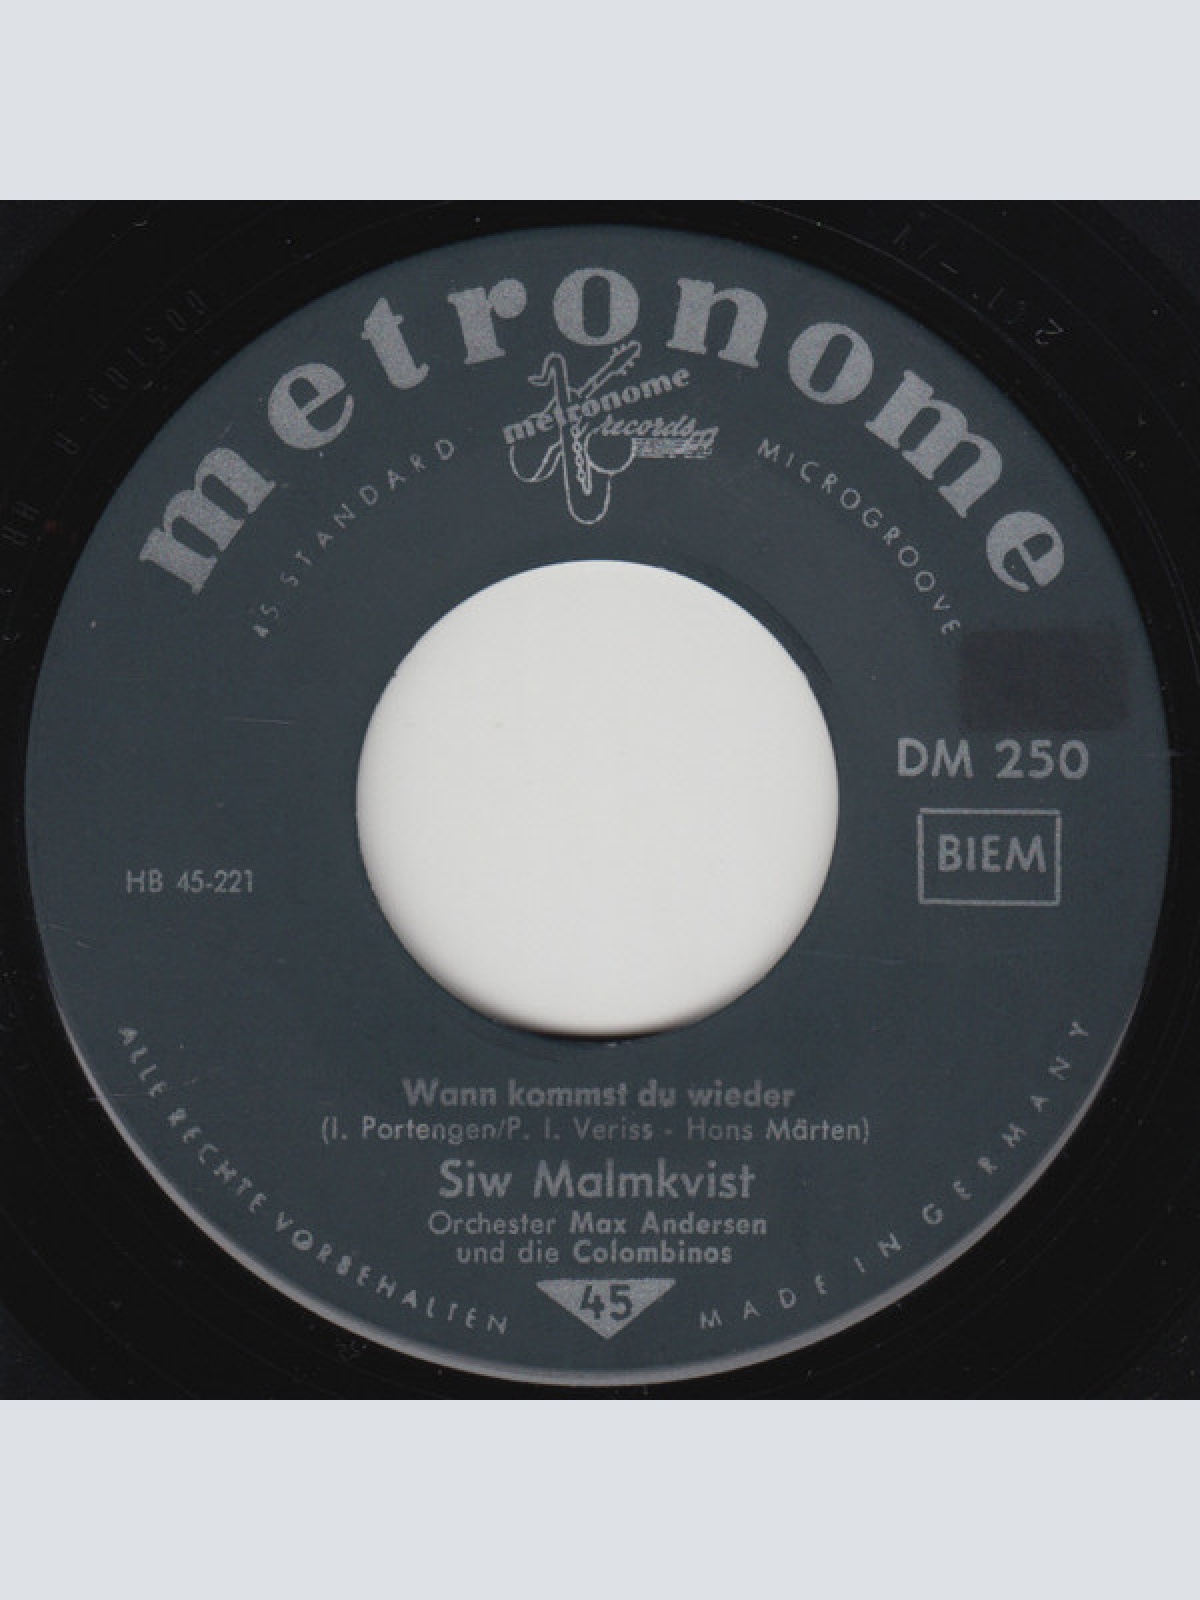 metronome
metronome
records
45 STANDARD
MICROGROOVE
DM 250
BIEM
HB 45-221
Wann kommst du wieder
(I. Portengen/P. I. Veriss - Hans Märten)
Siw Malmkvist
Orchester Max Andersen
und die Colombinos
45
ALLE RECHTE VORBEHALTEN
MADE IN GERMANY